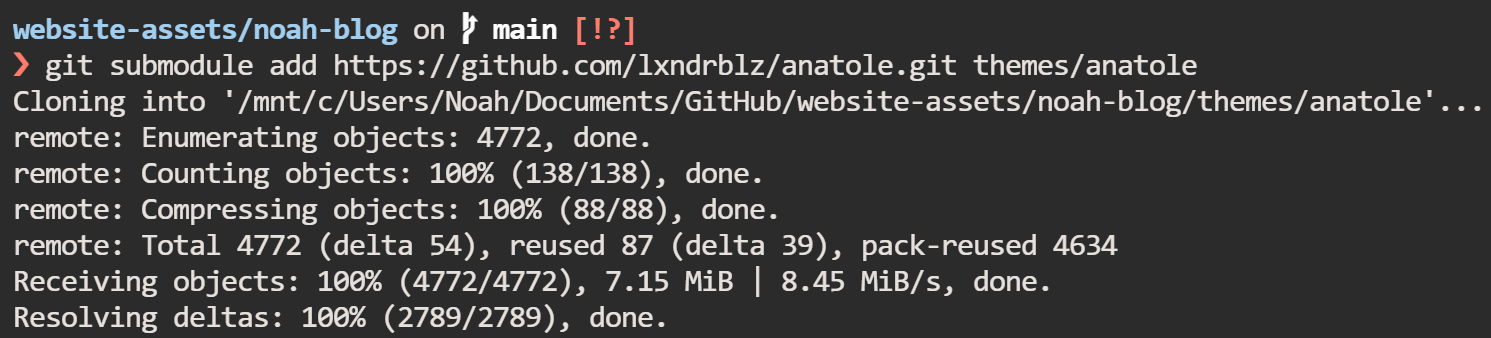 website-assets/noah-blog on main [!?]
❯ git submodule add https://github.com/lxndrblz/anatole.git themes/anatole
Cloning into '/mnt/c/Users/Noah/Documents/GitHub/website-assets/noah-blog/themes/anatole'...
remote: Enumerating objects: 4772, done.
remote: Counting objects: 100% (138/138), done.
remote: Compressing objects: 100% (88/88), done.
remote: Total 4772 (delta 54), reused 87 (delta 39), pack-reused 4634
Receiving objects: 100% (4772/4772), 7.15 MiB | 8.45 MiB/s, done.
Resolving deltas: 100% (2789/2789), done.